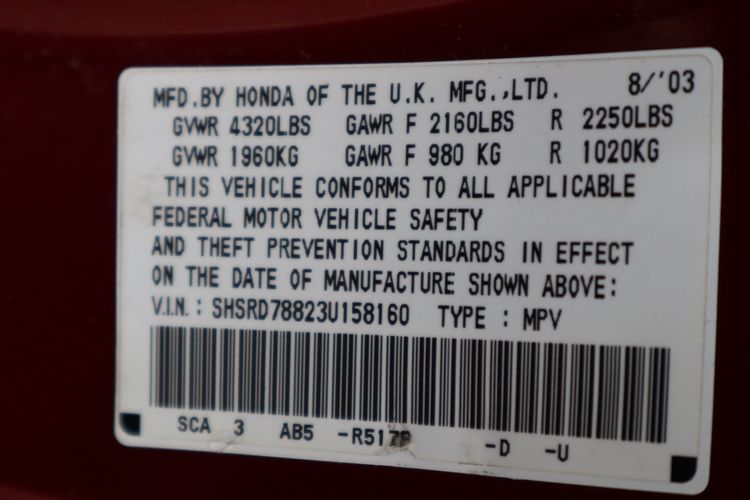 MFD.BY HONDA OF THE U.K. MFG.,LTD. 8/'03
GVWR 4320LBS GAWR F 2160LBS R 2250LBS
GVWR 1960KG GAWR F 980 KG R 1020KG
THIS VEHICLE CONFORMS TO ALL APPLICABLE
FEDERAL MOTOR VEHICLE SAFETY
AND THEFT PREVENTION STANDARDS IN EFFECT
ON THE DATE OF MANUFACTURE SHOWN ABOVE:
V.I.N.: SHSRD78823U158160 TYPE : MPV
SCA 3 AB5 -R517P -D -U